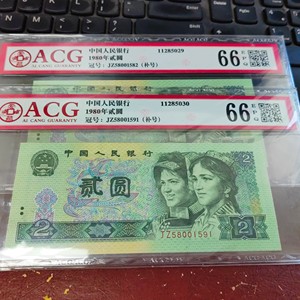 ACG
AI CANG GUARANTY
中国人民银行 11285029
1980年贰圆
冠号：JZ58001582（补号）
66 EPQ
ACG
AI CANG GUARANTY
中国人民银行 11285030
1980年贰圆
冠号：JZ58001591（补号）
66 EPQ
中国人民银行
2
贰圆
JZ58001591
2
2